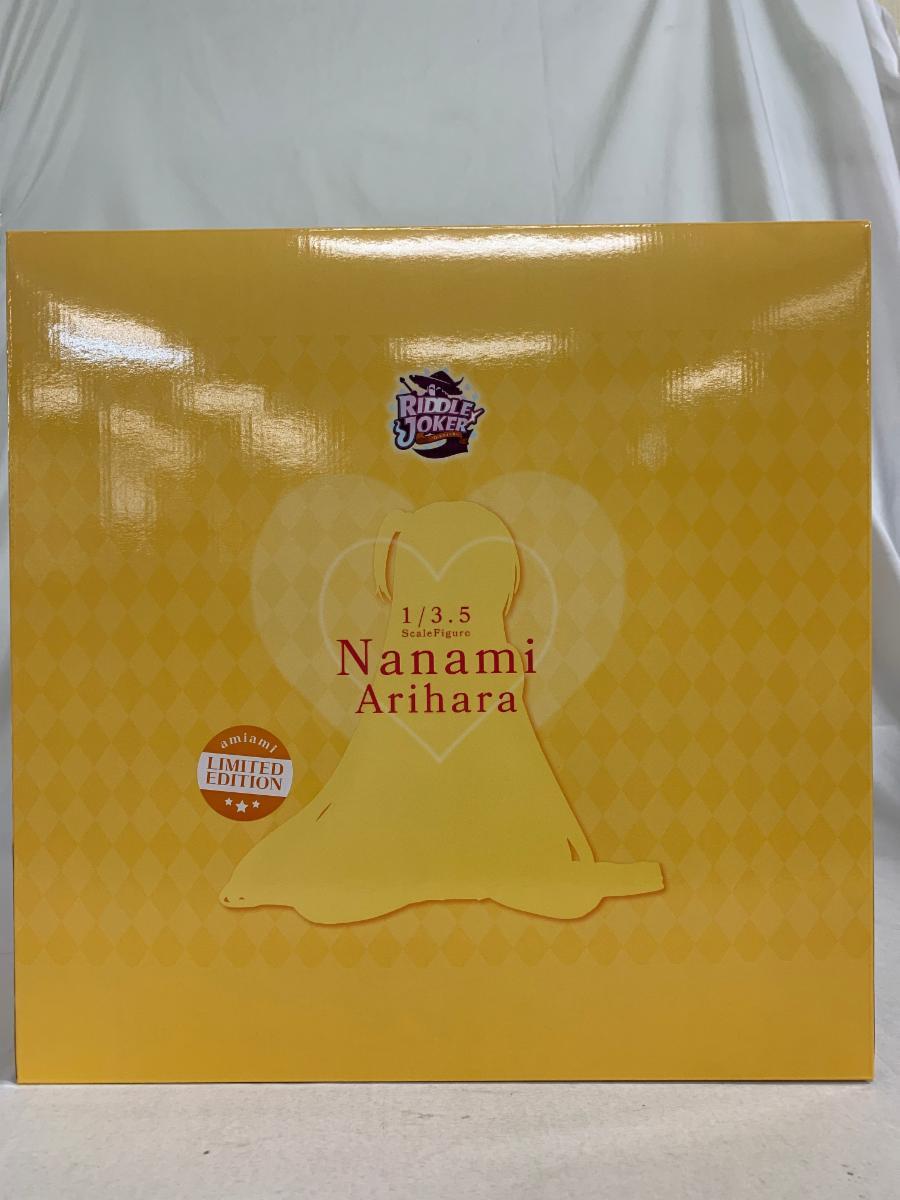 RIDDLE
JOKER
1/3.5
ScaleFigure
Nanami
Arihara
amiami
LIMITED
EDITION